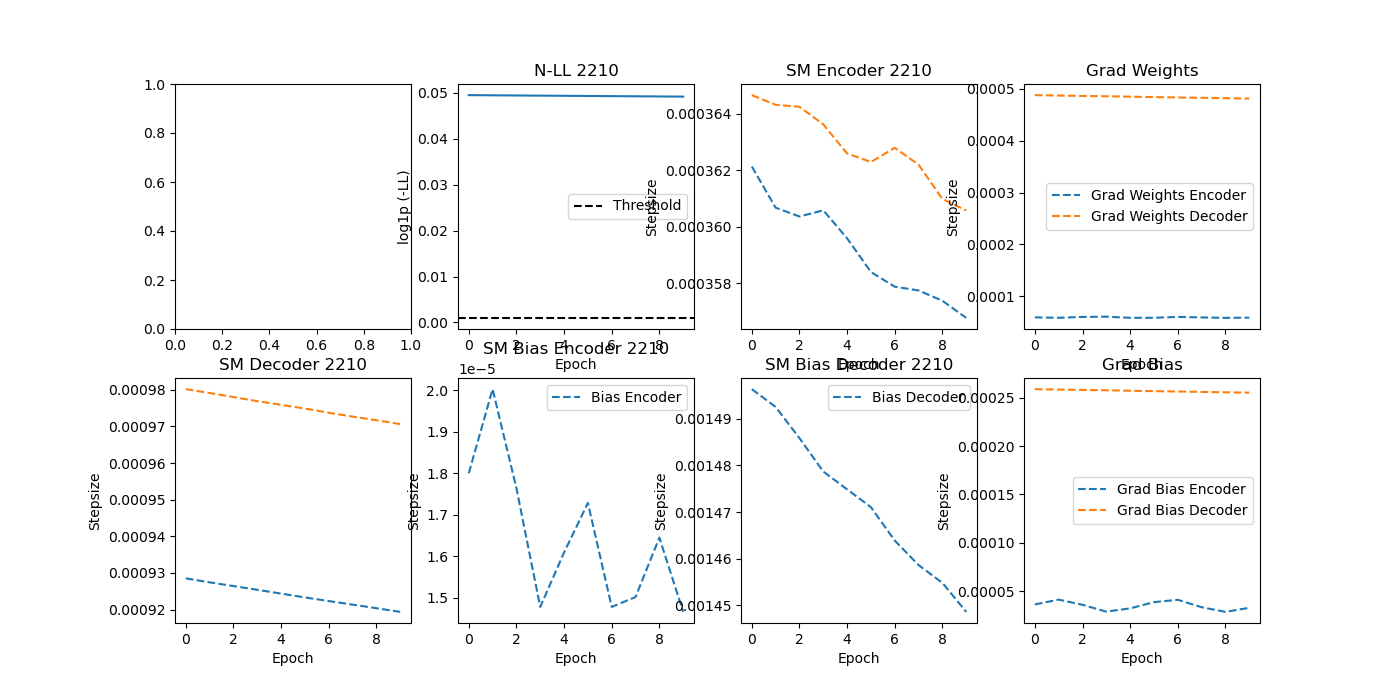 N-LL 2210
SM Encoder 2210
Grad Weights
1.0
0.8
0.6
0.4
0.2
0.0
0.0 0.2 0.4 0.6 0.8 1.0
log1p (-LL)
0.05
0.04
0.03
0.02
0.01
0.00
Threshold
0 2 4 6 8
Epoch
Stepsize
0.000364
0.000362
0.000360
0.000358
0 2 4 6 8
Epoch
Stepsize
0.0005
0.0004
0.0003
0.0002
0.0001
Grad Weights Encoder
Grad Weights Decoder
0 2 4 6 8
Epoch
SM Decoder 2210
SM Bias Encoder 2210
SM Bias Decoder 2210
Grad Bias
Stepsize
0.00098
0.00097
0.00096
0.00095
0.00094
0.00093
0.00092
0 2 4 6 8
Epoch
Stepsize
1e−5
2.0
1.9
1.8
1.7
1.6
1.5
Bias Encoder
0 2 4 6 8
Epoch
Stepsize
0.00149
0.00148
0.00147
0.00146
0.00145
Bias Decoder
0 2 4 6 8
Epoch
Stepsize
0.00025
0.00020
0.00015
0.00010
0.00005
Grad Bias Encoder
Grad Bias Decoder
0 2 4 6 8
Epoch